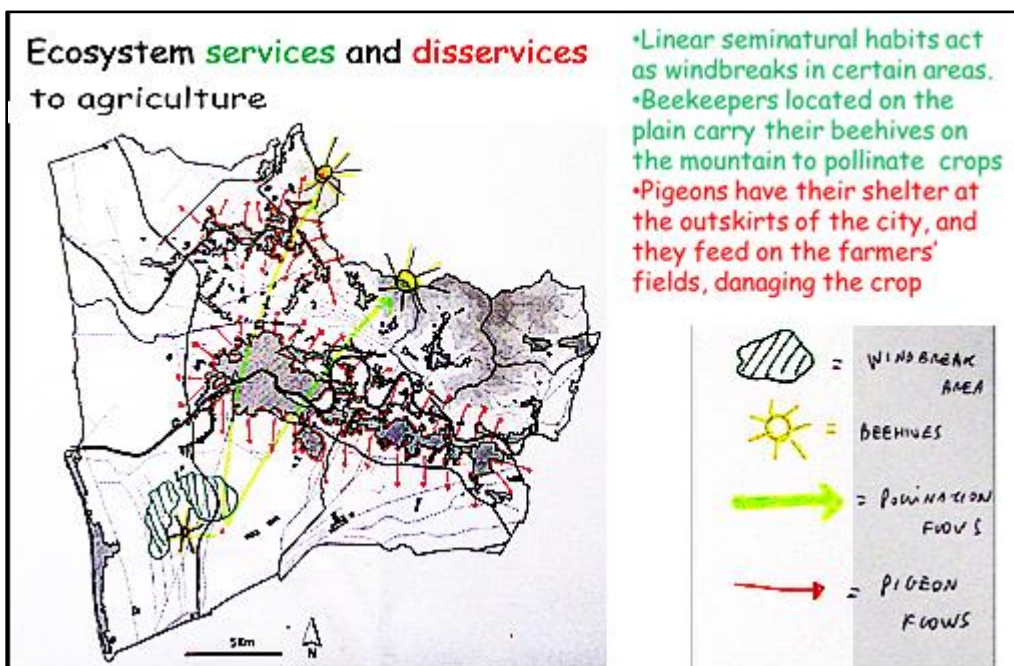 Ecosystem services and disservices
to agriculture
•Linear seminatural habits act
as windbreaks in certain areas.
•Beekeepers located on the
plain carry their beehives on
the mountain to pollinate crops
•Pigeons have their shelter at
the outskirts of the city, and
they feed on the farmers'
fields, danaging the crop
= WINDBREAK
AREA
= BEEHIVES
= POLLINATION
FLOWS
= PIGEON
FLOWS
5Km
N